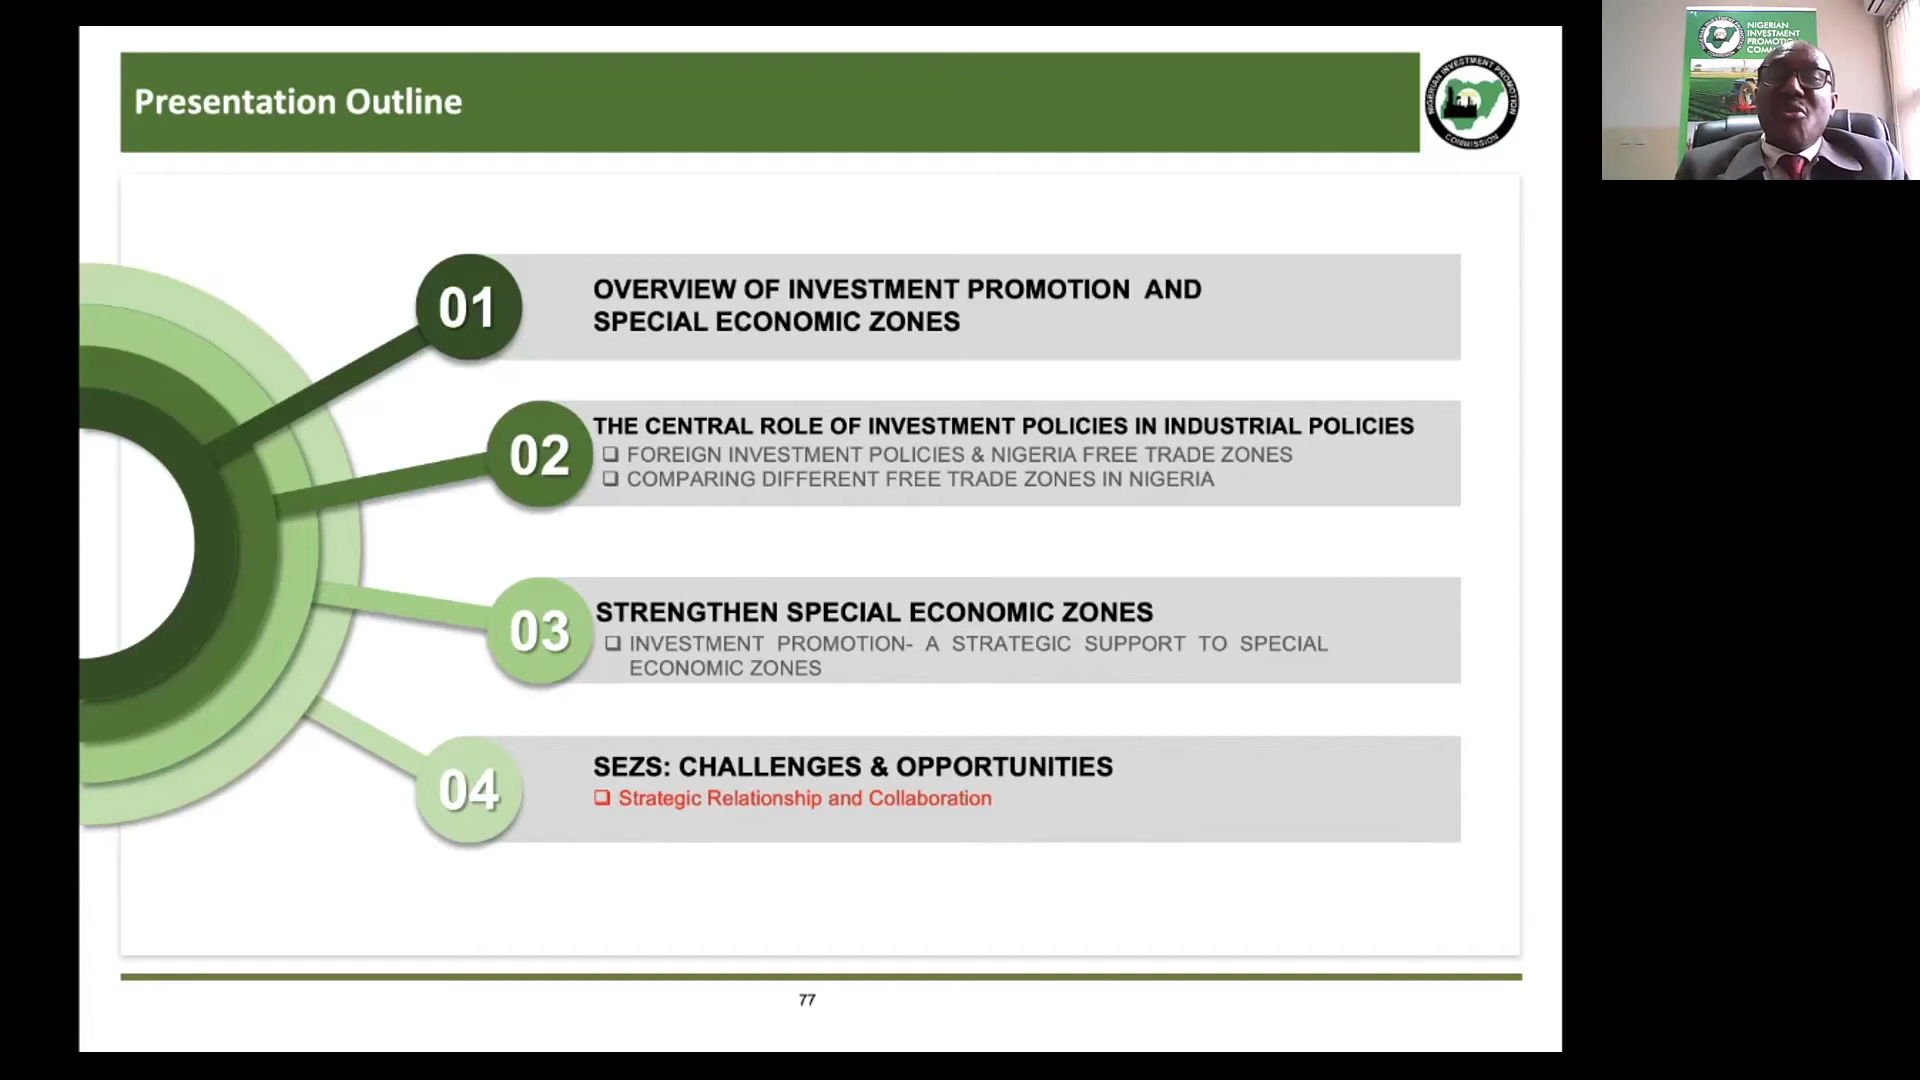 Presentation Outline
NIGERIAN INVESTMENT PROMOTION
COMMISSION
NIGERIAN
INVESTMENT
01
OVERVIEW OF INVESTMENT PROMOTION AND
SPECIAL ECONOMIC ZONES
02
THE CENTRAL ROLE OF INVESTMENT POLICIES IN INDUSTRIAL POLICIES
❑ FOREIGN INVESTMENT POLICIES & NIGERIA FREE TRADE ZONES
❑ COMPARING DIFFERENT FREE TRADE ZONES IN NIGERIA
03
STRENGTHEN SPECIAL ECONOMIC ZONES
❑ INVESTMENT PROMOTION- A STRATEGIC SUPPORT TO SPECIAL
ECONOMIC ZONES
04
SEZS: CHALLENGES & OPPORTUNITIES
❑ Strategic Relationship and Collaboration
77